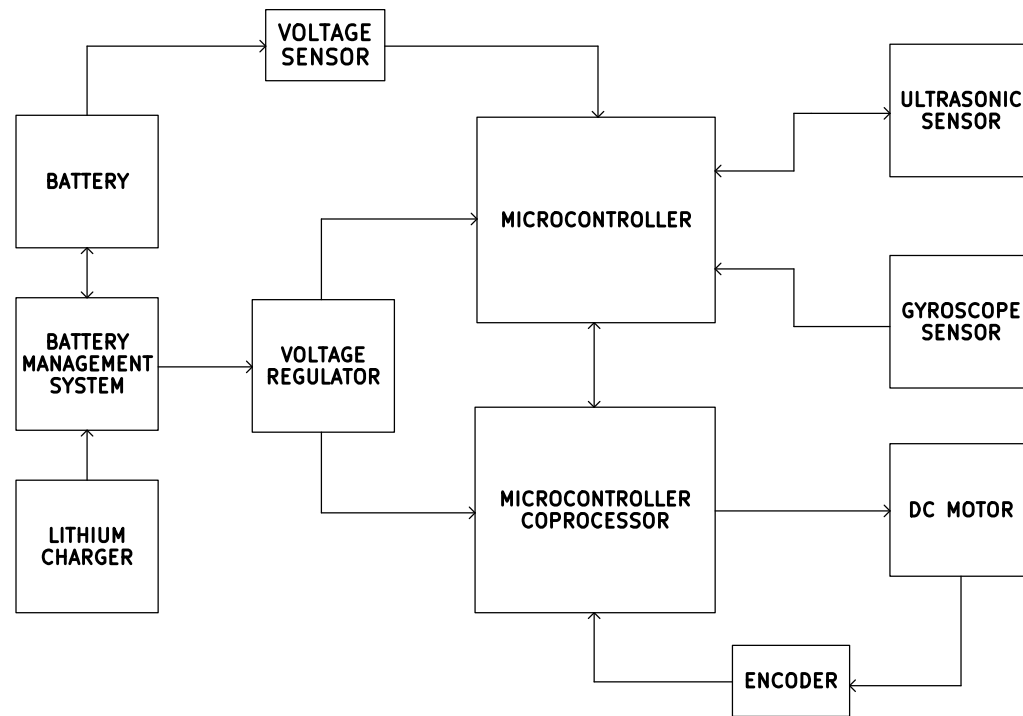 VOLTAGE
SENSOR
ULTRASONIC
SENSOR
BATTERY
MICROCONTROLLER
GYROSCOPE
SENSOR
BATTERY
MANAGEMENT
SYSTEM
VOLTAGE
REGULATOR
MICROCONTROLLER
COPROCESSOR
DC MOTOR
LITHIUM
CHARGER
ENCODER